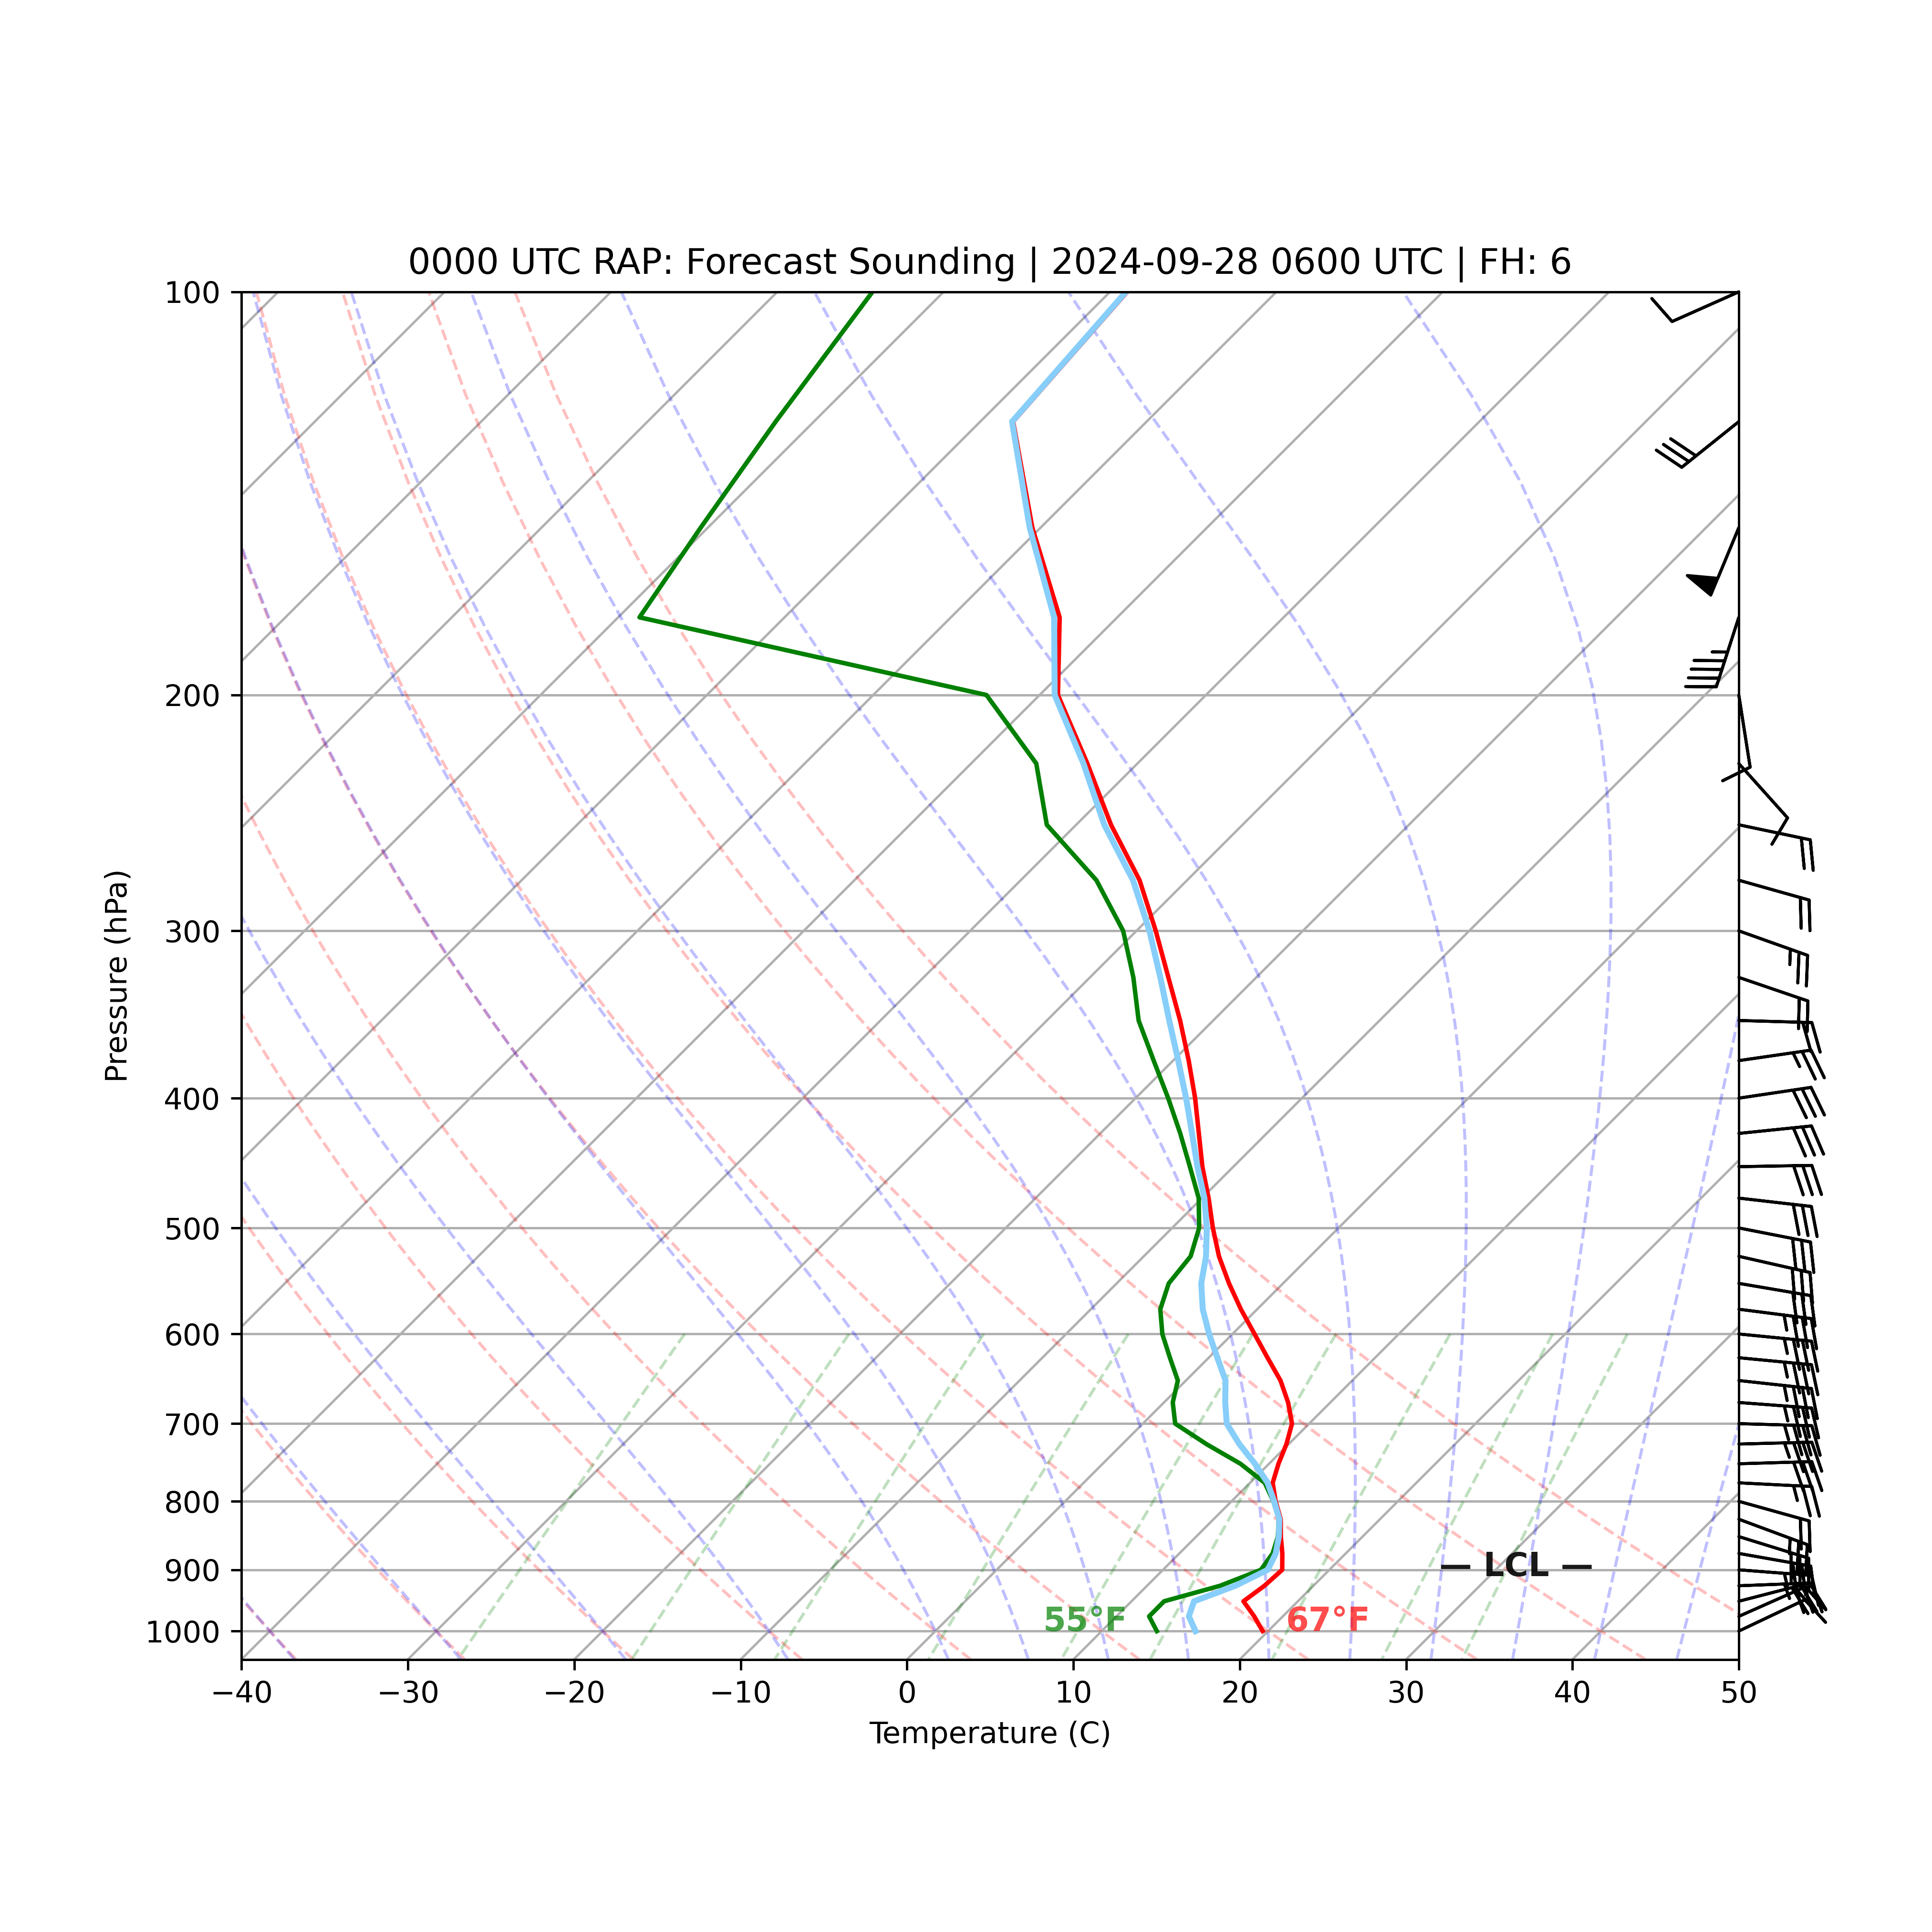 0000 UTC RAP: Forecast Sounding | 2024-09-28 0600 UTC | FH: 6
100
200
300
400
500
600
700
800
900
1000
Pressure (hPa)
— LCL —
55°F
67°F
−40 −30 −20 −10 0 10 20 30 40 50
Temperature (C)